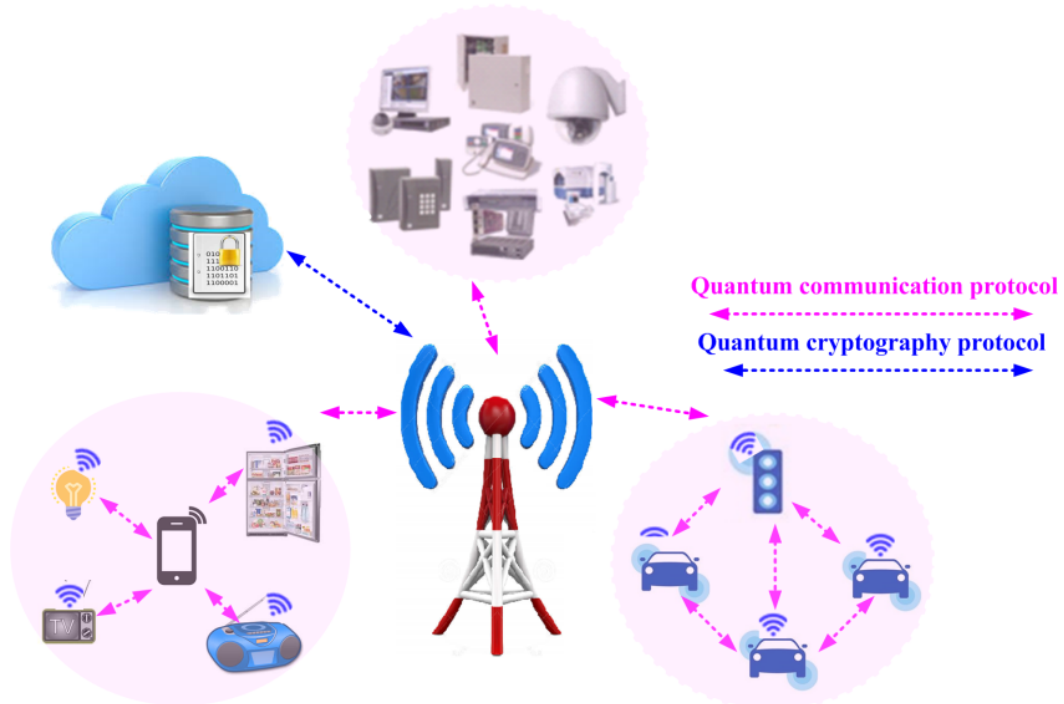 010
111
1100110
1101101
1100001
Quantum communication protocol
Quantum cryptography protocol
TV